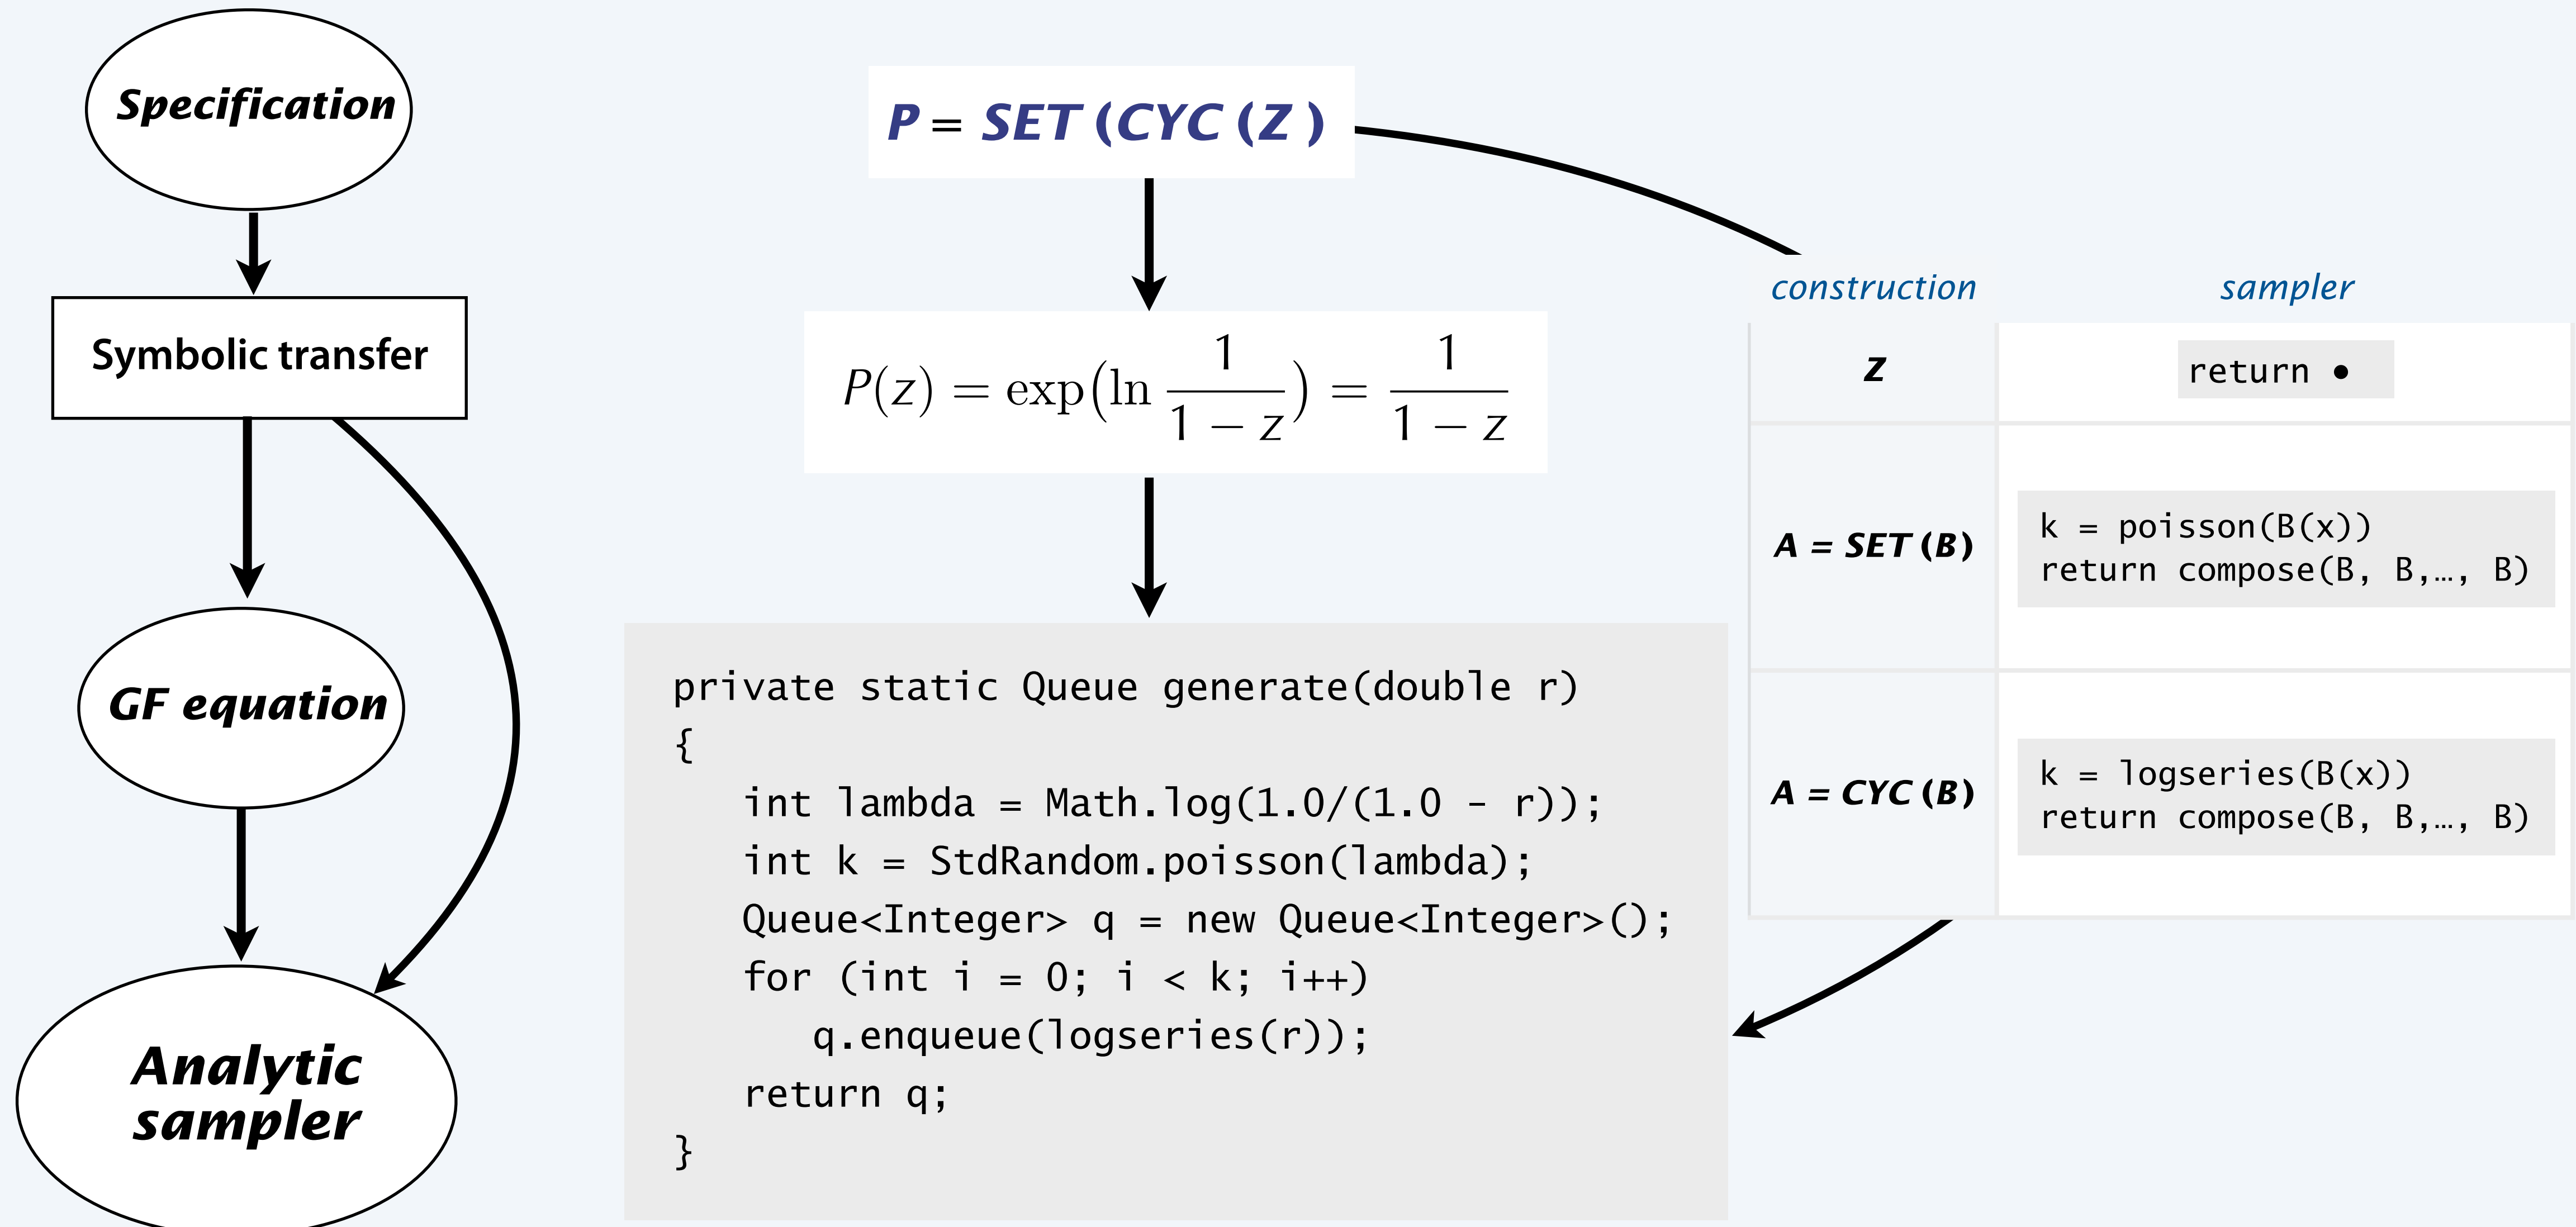 Specification
Symbolic transfer
GF equation
Analytic
sampler
P = SET (CYC (Z )
P(z) = exp(ln 1/(1 − z)) = 1/(1 − z)
private static Queue generate(double r)
{
   int lambda = Math.log(1.0/(1.0 - r));
   int k = StdRandom.poisson(lambda);
   Queue<Integer> q = new Queue<Integer>();
   for (int i = 0; i < k; i++)
      q.enqueue(logseries(r));
   return q;
}
construction sampler
Z return •
A = SET (B)
k = poisson(B(x))
return compose(B, B,…, B)
A = CYC (B)
k = logseries(B(x))
return compose(B, B,…, B)